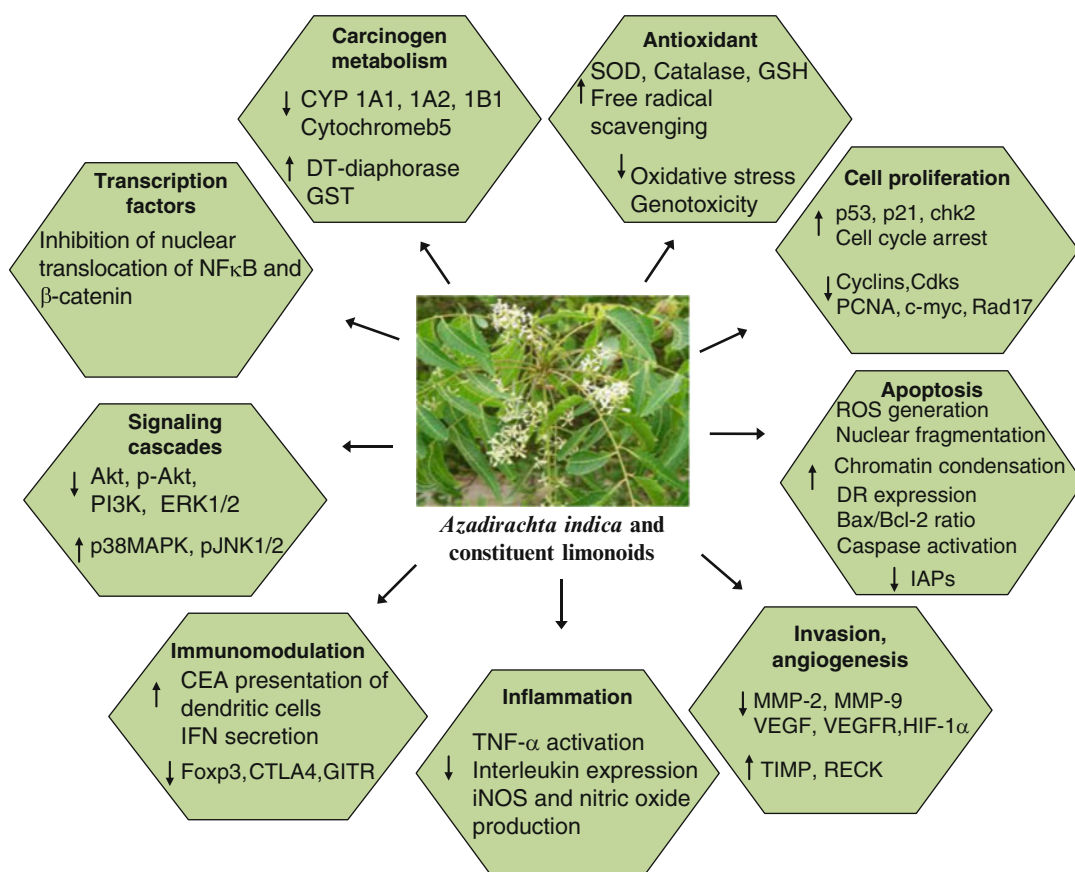 Carcinogen
metabolism
↓ CYP 1A1, 1A2, 1B1
Cytochromeb5
↑ DT-diaphorase
GST
Antioxidant
↑ SOD, Catalase, GSH
Free radical
scavenging
↓ Oxidative stress
Genotoxicity
Transcription
factors
Inhibition of nuclear
translocation of NFκB and
β-catenin
Cell proliferation
↑ p53, p21, chk2
Cell cycle arrest
↓ Cyclins,Cdks
PCNA, c-myc, Rad17
Signaling
cascades
↓ Akt, p-Akt,
PI3K, ERK1/2
↑ p38MAPK, pJNK1/2
Apoptosis
ROS generation
Nuclear fragmentation
↑ Chromatin condensation
DR expression
Bax/Bcl-2 ratio
Caspase activation
↓ IAPs
Azadirachta indica and
constituent limonoids
Immunomodulation
↑ CEA presentation of
dendritic cells
IFN secretion
↓ Foxp3,CTLA4,GITR
Inflammation
TNF-α activation
↓ Interleukin expression
iNOS and nitric oxide
production
Invasion,
angiogenesis
↓ MMP-2, MMP-9
VEGF, VEGFR,HIF-1α
↑ TIMP, RECK